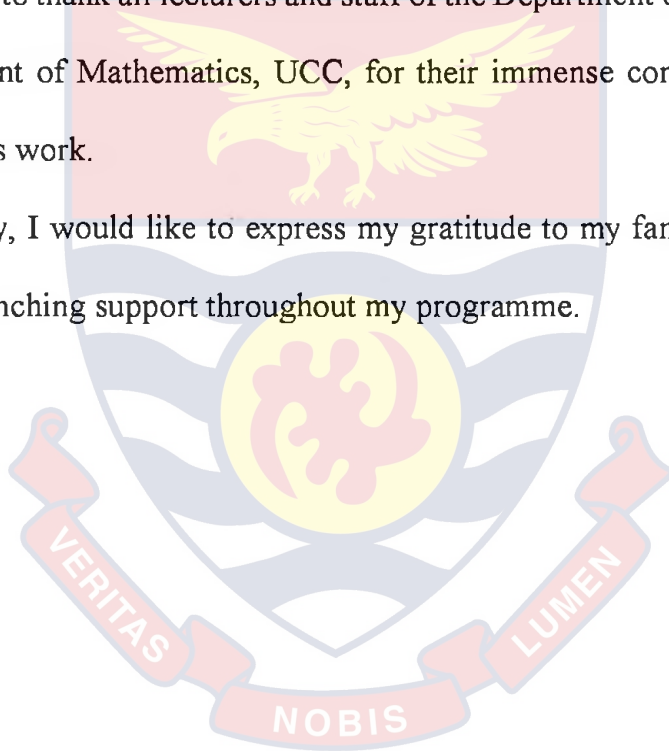 to thank all lecturers and staff of the Department
nt of Mathematics, UCC, for their immense con
s work.
y, I would like to express my gratitude to my fam
nching support throughout my programme.
VERITAS
NOBIS
LUMEN